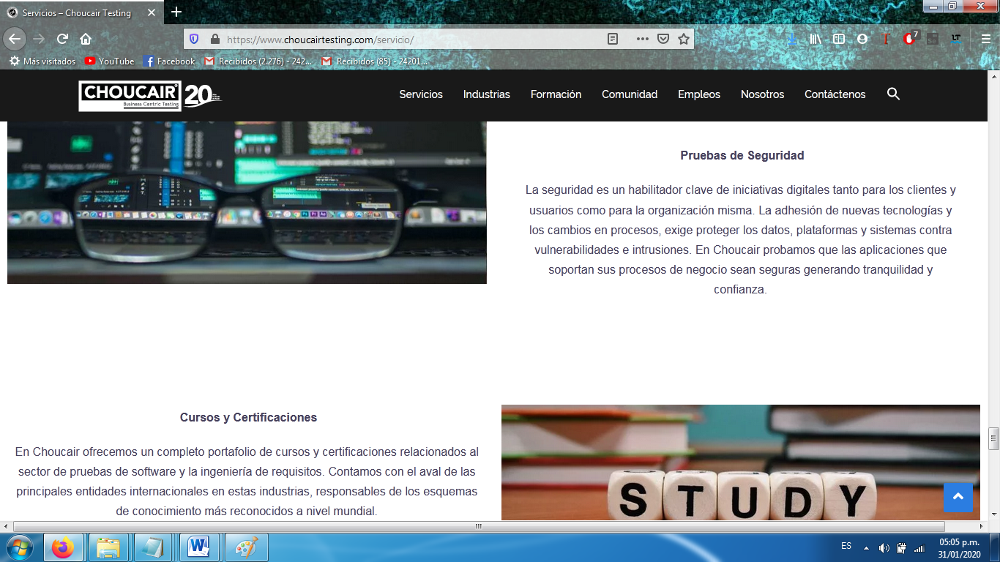 Servicios – Choucair Testing
https://www.choucairtesting.com/servicio/
7
Más visitados
YouTube
Facebook
Recibidos (2.276) - 242...
Recibidos (85) - 24201...
CHOUCAIR®
Business Centric Testing
20
Servicios
Industrias
Formación
Comunidad
Empleos
Nosotros
Contáctenos
Pruebas de Seguridad
La seguridad es un habilitador clave de iniciativas digitales tanto para los clientes y
usuarios como para la organización misma. La adhesión de nuevas tecnologías y
los cambios en procesos, exige proteger los datos, plataformas y sistemas contra
vulnerabilidades e intrusiones. En Choucair probamos que las aplicaciones que
soportan sus procesos de negocio sean seguras generando tranquilidad y
confianza.
Cursos y Certificaciones
En Choucair ofrecemos un completo portafolio de cursos y certificaciones relacionados al
sector de pruebas de software y la ingeniería de requisitos. Contamos con el aval de las
principales entidades internacionales en estas industrias, responsables de los esquemas
de conocimiento más reconocidos a nivel mundial.
STUDY
ES
05:05 p.m.
31/01/2020